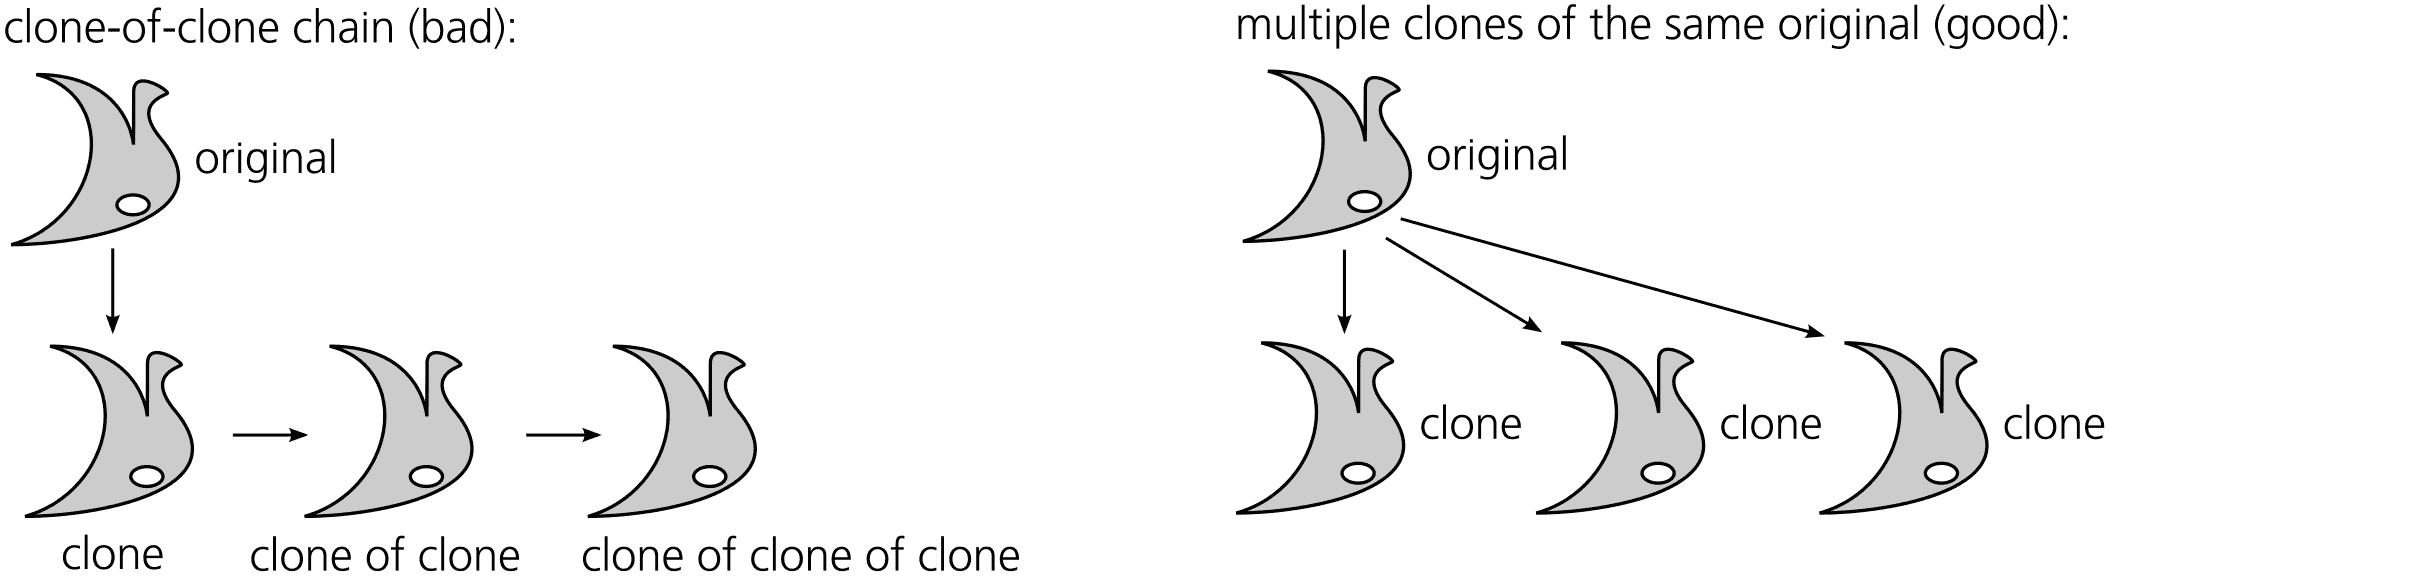 clone-of-clone chain (bad):
original
clone
clone of clone
clone of clone of clone
multiple clones of the same original (good):
original
clone
clone
clone